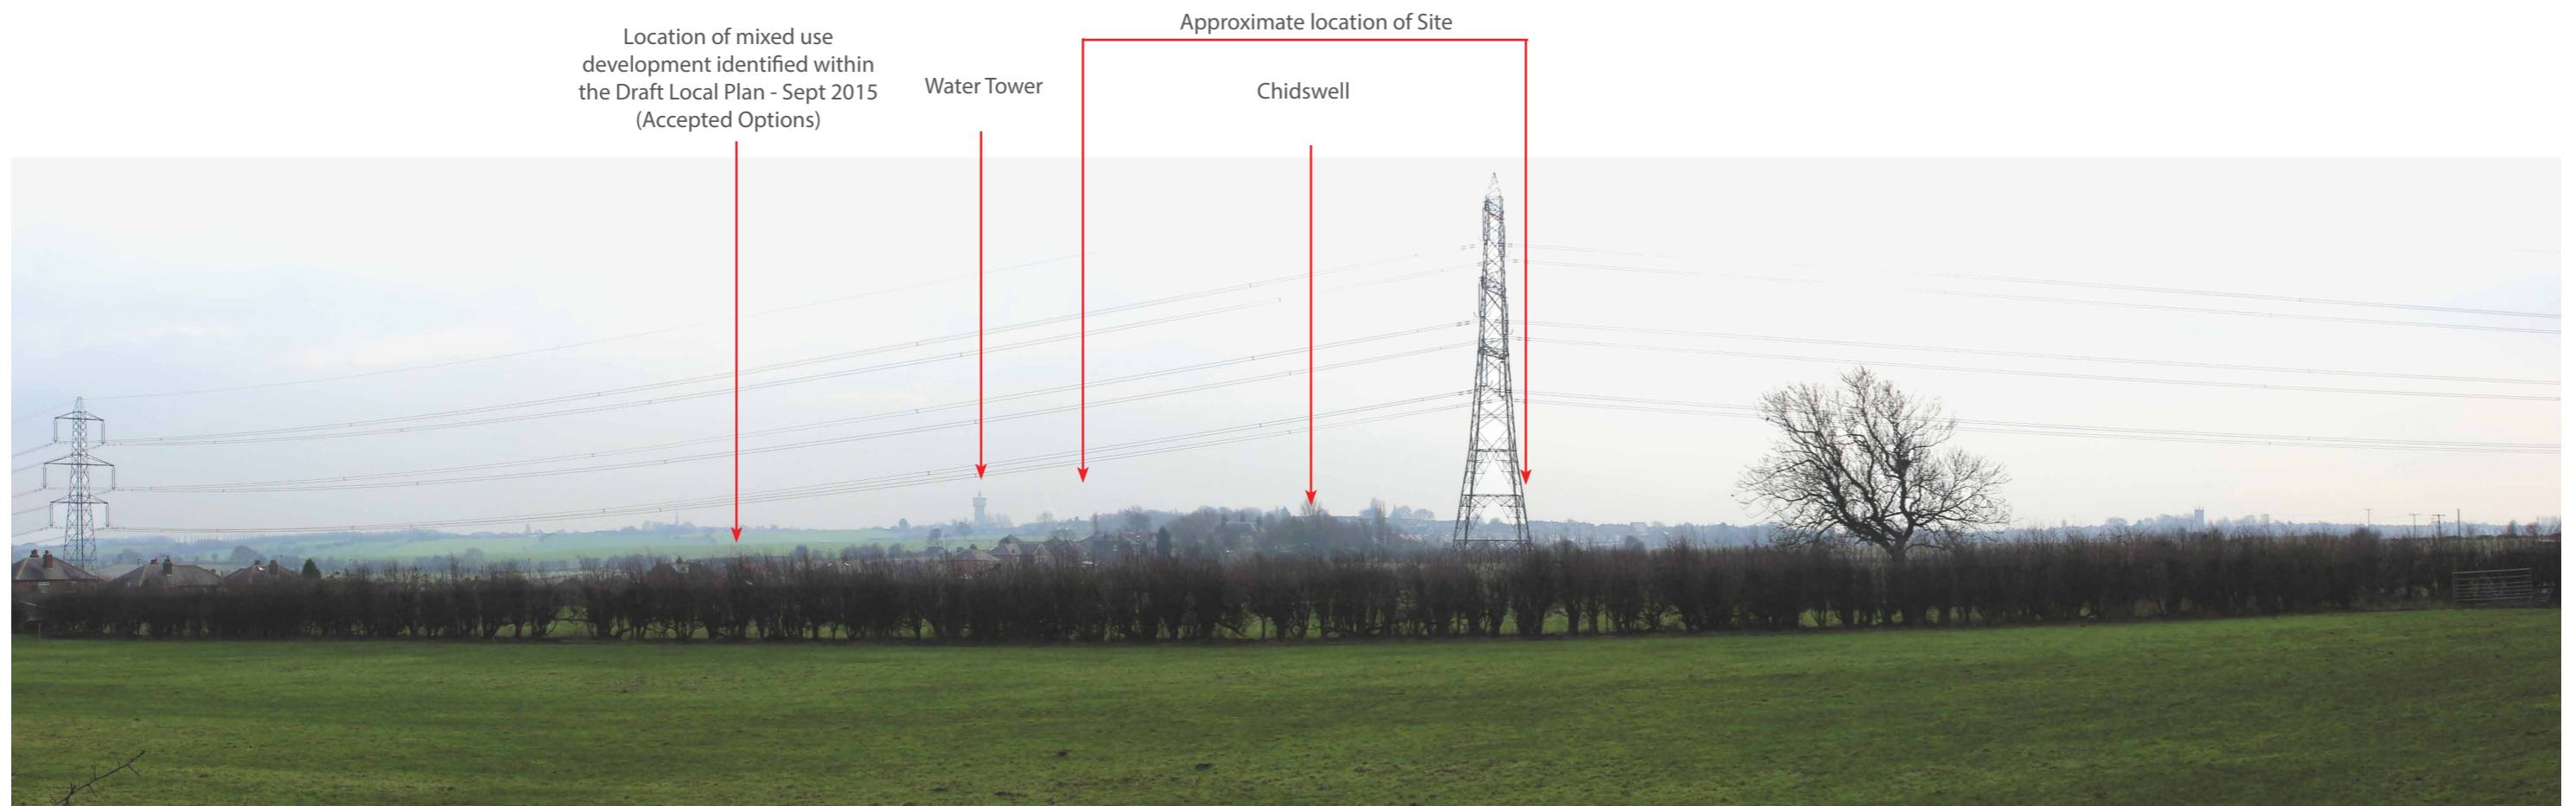 Location of mixed use
development identified within
the Draft Local Plan - Sept 2015
(Accepted Options)
Water Tower
Approximate location of Site
Chidswell